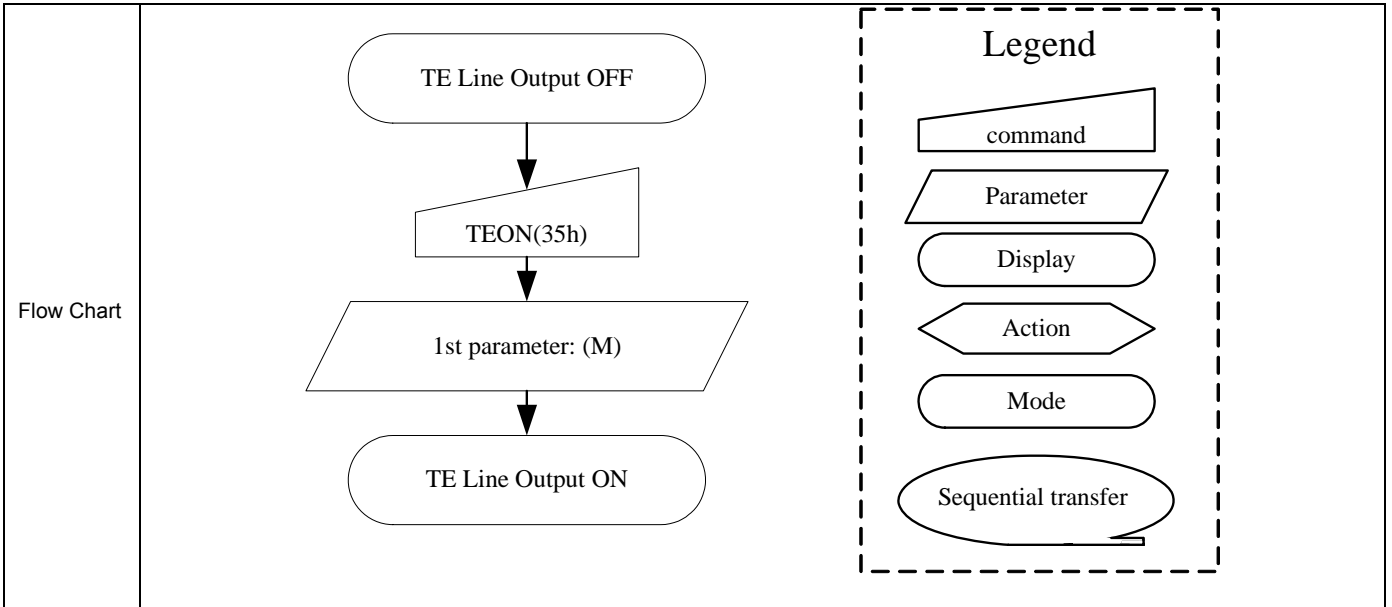 Flow Chart
TE Line Output OFF
TEON(35h)
1st parameter: (M)
TE Line Output ON
Legend
command
Parameter
Display
Action
Mode
Sequential transfer